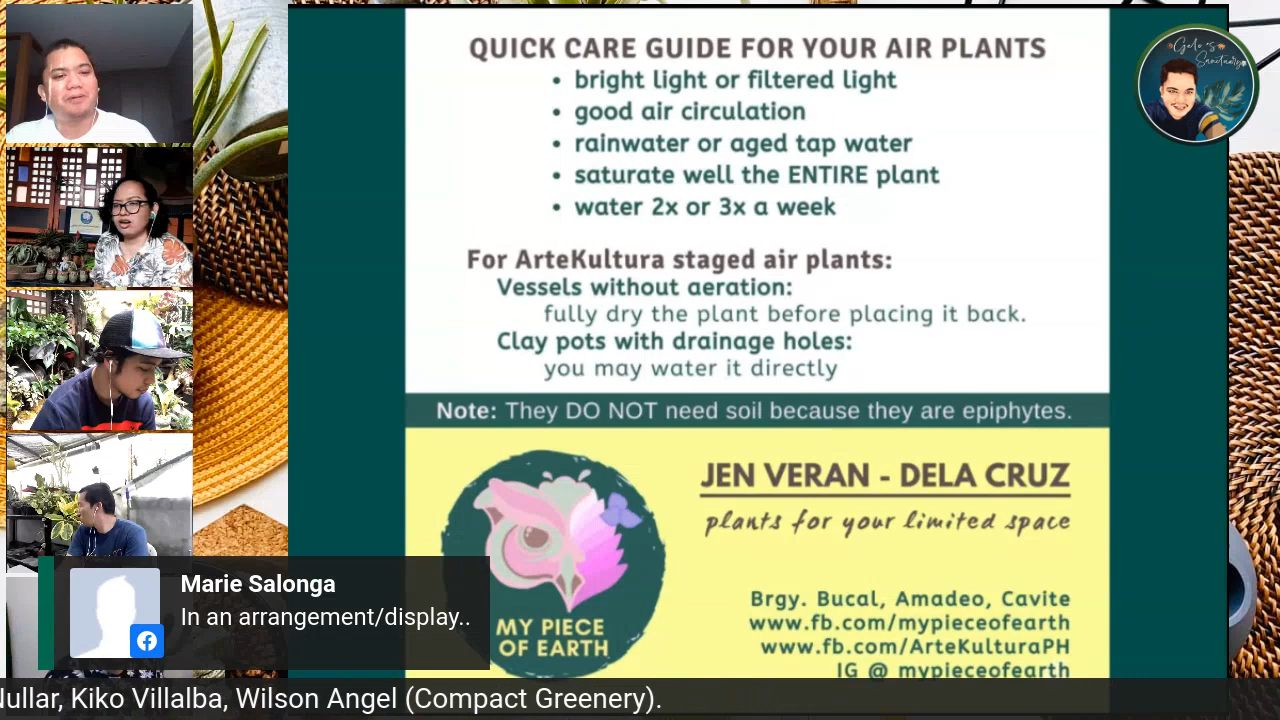 QUICK CARE GUIDE FOR YOUR AIR PLANTS
• bright light or filtered light
• good air circulation
• rainwater or aged tap water
• saturate well the ENTIRE plant
• water 2x or 3x a week
For ArteKultura staged air plants:
Vessels without aeration:
fully dry the plant before placing it back.
Clay pots with drainage holes:
you may water it directly
Note: They DO NOT need soil because they are epiphytes.
JEN VERAN - DELA CRUZ
plants for your limited space
Brgy. Bucal, Amadeo, Cavite
www.fb.com/mypieceofearth
www.fb.com/ArteKulturaPH
IG @ mypieceofearth
MY PIECE
OF EARTH
Gelo's
Sanctuary
Marie Salonga
In an arrangement/display..
Nullar, Kiko Villalba, Wilson Angel (Compact Greenery).